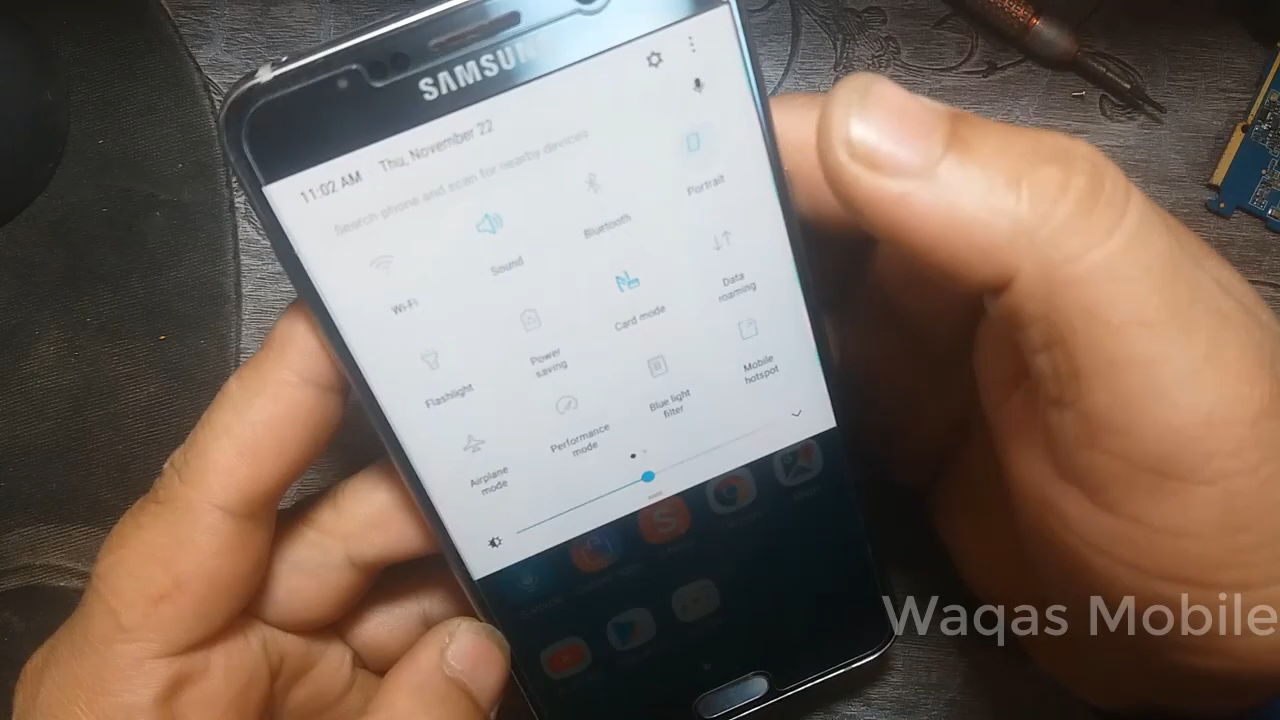 SAMSUNG
11:02 AM Thu, November 22
Search phone and scan for nearby devices
Wi-Fi
Sound
Bluetooth
Portrait
Flashlight
Power
saving
Card mode
Data
roaming
Airplane
mode
Performance
mode
Blue light
filter
Mobile
hotspot
Waqas Mobile